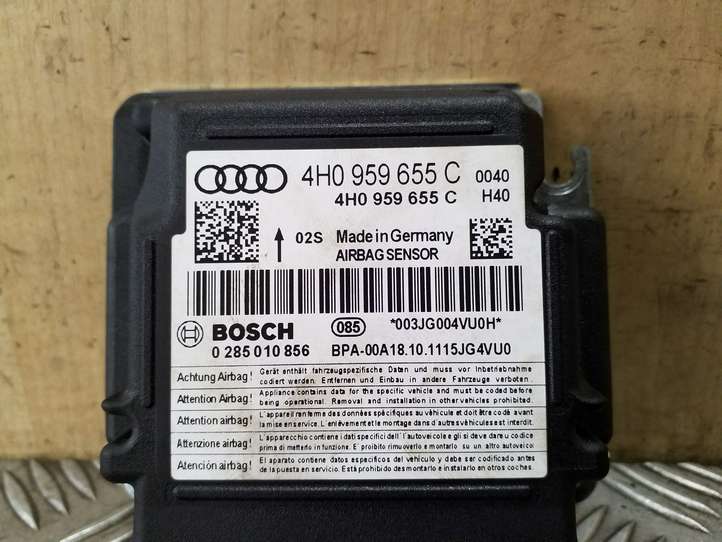 4H0 959 655 C 0040
4H0 959 655 C H40
02S Made in Germany
AIRBAG SENSOR
BOSCH 085 *003JG004VU0H*
0 285 010 856 BPA-00A18.10.1115JG4VU0
Achtung Airbag! Gerät enthält fahrzeugspezifische Daten und muss vor Inbetriebnahme
codiert werden. Entfernen und Einbau in andere Fahrzeuge verboten.
Attention Airbag! Appliance contains data for the specific vehicle and must be coded before
being operational. Removal and installation in other vehicles prohibited.
Attention airbag! L'appareil renferme des données spécifiques au véhicule et doit être codé avant
la mise en service. L'enlèvement et le montage dans d'autres véhicules est interdit.
Attenzione airbag! L'apparecchio contiene i dati specifici dell'autoveicolo e gli si deve dare u codice
prima di metterlo in funzione. E proibito rimuoverlo e montarlo su un altro autoveicolo
Atención airbag! El aparato contiene datos específicos del vehículo y debe ser codificado antes
de la puesta en servicio. Está prohibido desmontarlo e instalarlo en otros coches.